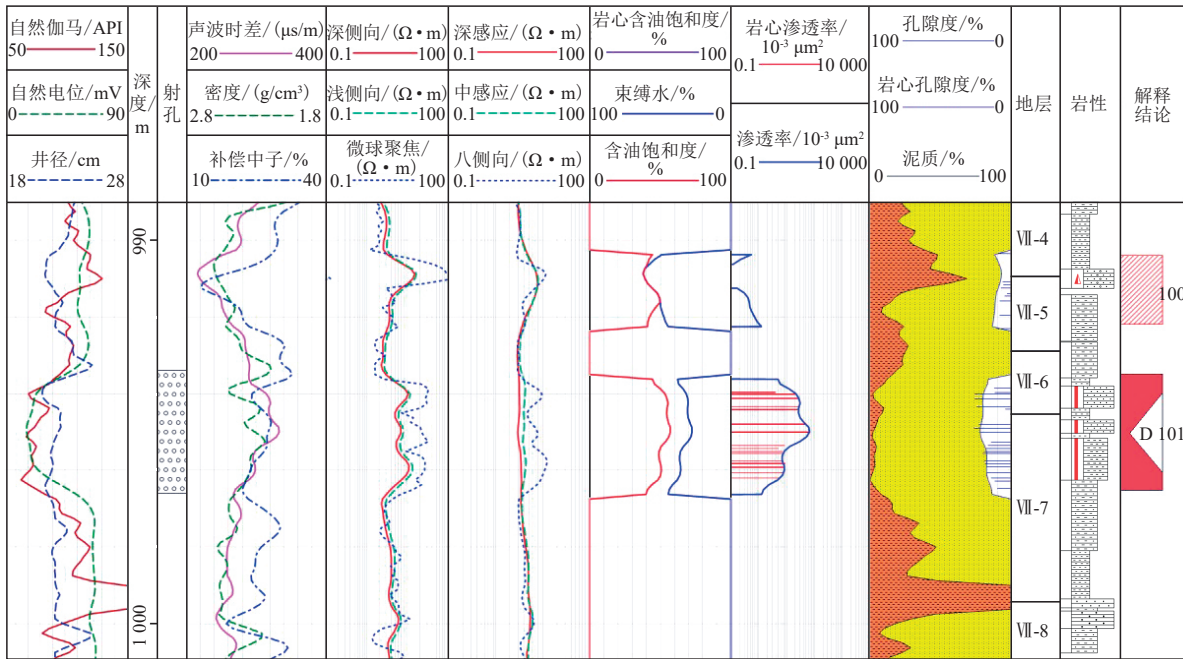 自然伽马/API
50 150
自然电位/mV
0 90
井径/cm
18 28
深度/m
射孔
声波时差/(μs/m)
200 400
密度/(g/cm³)
2.8 1.8
补偿中子/%
10 40
深侧向/(Ω·m)
0.1 100
浅侧向/(Ω·m)
0.1 100
微球聚焦/
(Ω·m)
0.1 100
深感应/(Ω·m)
0.1 100
中感应/(Ω·m)
0.1 100
八侧向/(Ω·m)
0.1 100
岩心含油饱和度/
%
0 100
束缚水/%
100 0
含油饱和度/
%
0 100
岩心渗透率/
10⁻³ μm²
0.1 10 000
渗透率/10⁻³ μm²
0.1 10 000
孔隙度/%
100 0
岩心孔隙度/%
100 0
泥质/%
0 100
地层
岩性
解释
结论
990
1 000
Ⅶ-4
Ⅶ-5
Ⅶ-6
Ⅶ-7
Ⅶ-8
100
D 101